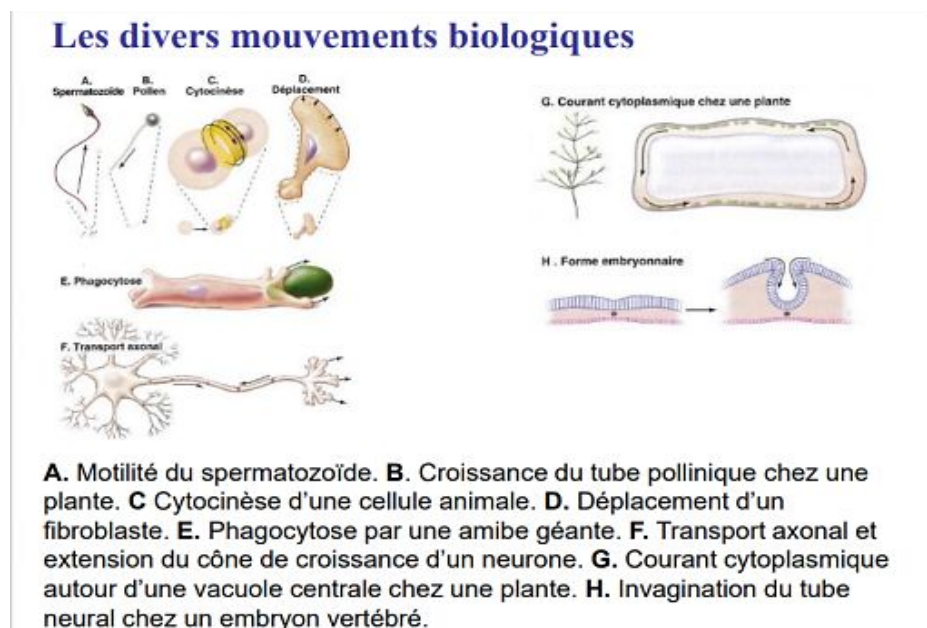 Les divers mouvements biologiques
A.
Spermatozoïde
B.
Pollen
C.
Cytocinèse
D.
Déplacement
G. Courant cytoplasmique chez une plante
E. Phagocytose
H . Forme embryonnaire
F. Transport axonal
A. Motilité du spermatozoïde. B. Croissance du tube pollinique chez une
plante. C Cytocinèse d’une cellule animale. D. Déplacement d’un
fibroblaste. E. Phagocytose par une amibe géante. F. Transport axonal et
extension du cône de croissance d’un neurone. G. Courant cytoplasmique
autour d’une vacuole centrale chez une plante. H. Invagination du tube
neural chez un embryon vertébré.